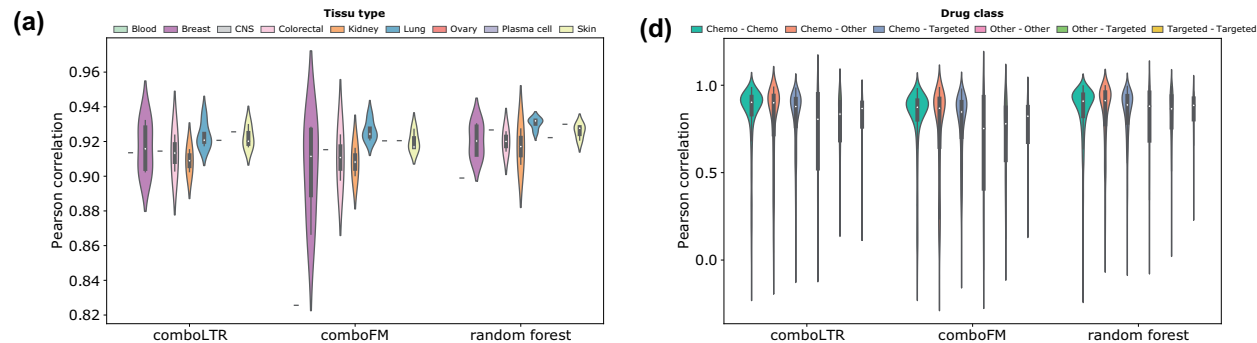 (a)
Tissu type
Blood Breast CNS Colorectal Kidney Lung Ovary Plasma cell Skin
Pearson correlation
0.96
0.94
0.92
0.90
0.88
0.86
0.84
0.82
comboLTR comboFM random forest
(d)
Drug class
Chemo - Chemo Chemo - Other Chemo - Targeted Other - Other Other - Targeted Targeted - Targeted
Pearson correlation
1.0
0.5
0.0
comboLTR comboFM random forest